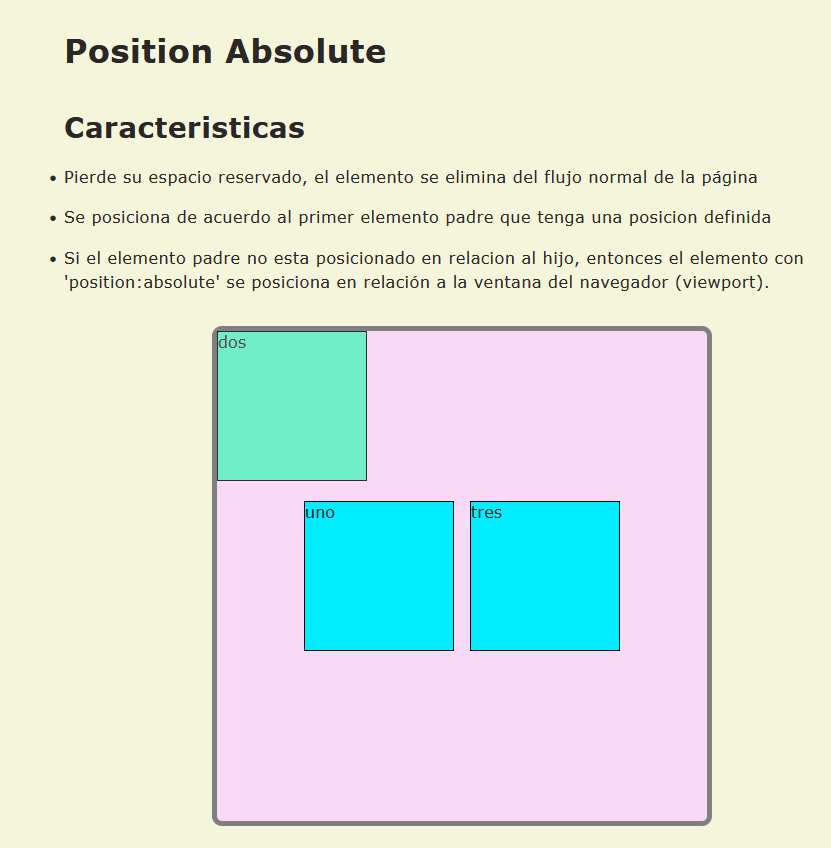 Position Absolute
Caracteristicas
• Pierde su espacio reservado, el elemento se elimina del flujo normal de la página
• Se posiciona de acuerdo al primer elemento padre que tenga una posicion definida
• Si el elemento padre no esta posicionado en relacion al hijo, entonces el elemento con
'position:absolute' se posiciona en relación a la ventana del navegador (viewport).
dos
uno
tres